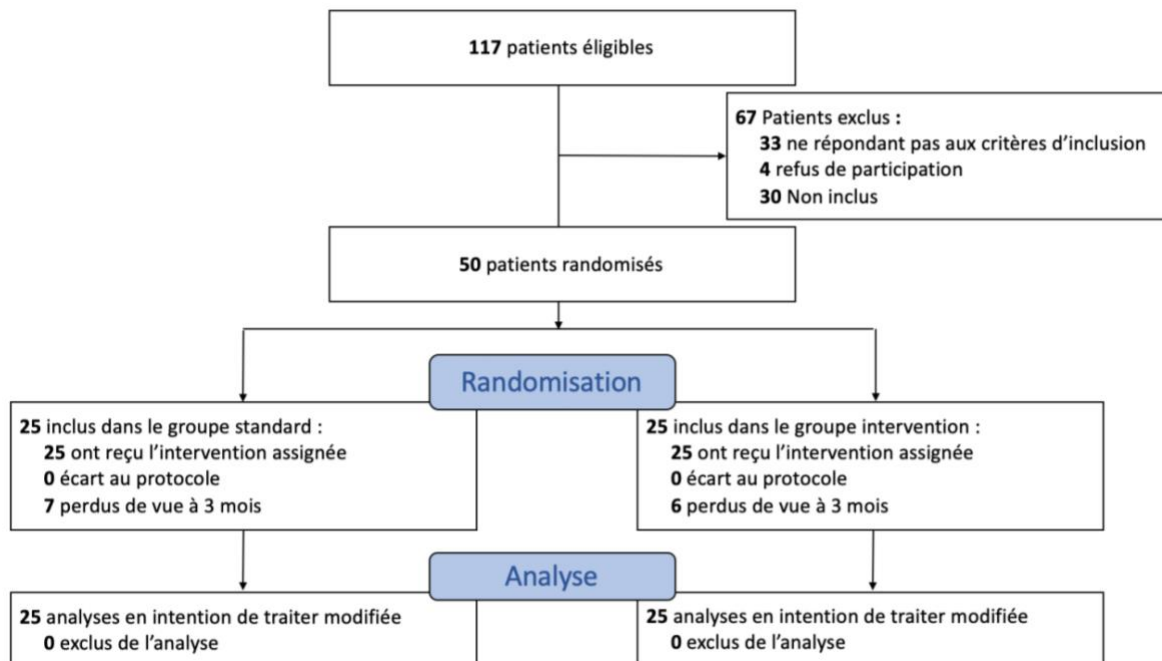 117 patients éligibles
67 Patients exclus :
33 ne répondant pas aux critères d'inclusion
4 refus de participation
30 Non inclus
50 patients randomisés
Randomisation
25 inclus dans le groupe standard :
25 ont reçu l'intervention assignée
0 écart au protocole
7 perdus de vue à 3 mois
25 inclus dans le groupe intervention :
25 ont reçu l'intervention assignée
0 écart au protocole
6 perdus de vue à 3 mois
Analyse
25 analyses en intention de traiter modifiée
0 exclus de l'analyse
25 analyses en intention de traiter modifiée
0 exclus de l'analyse